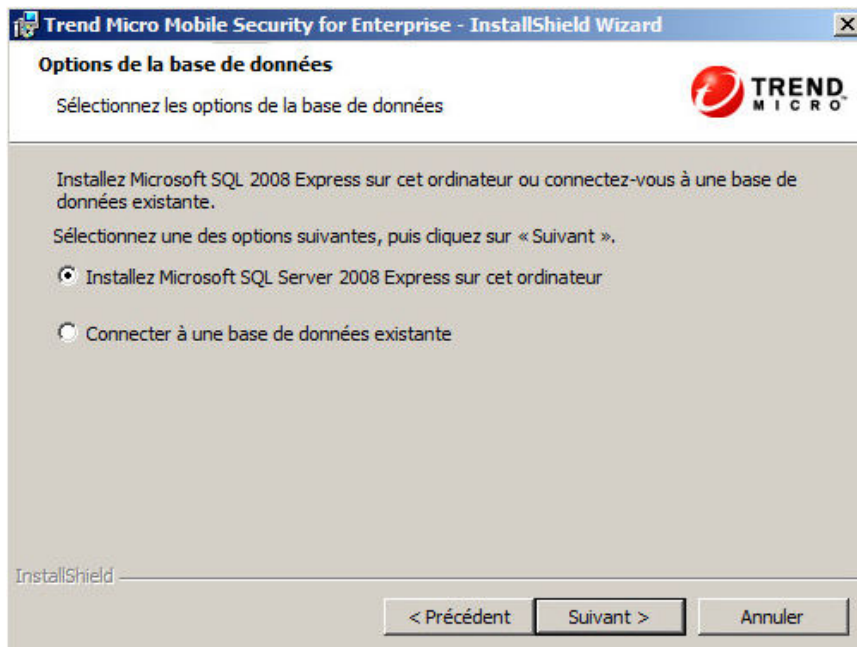 Trend Micro Mobile Security for Enterprise - InstallShield Wizard
Options de la base de données
Sélectionnez les options de la base de données
TREND
MICRO™
Installez Microsoft SQL 2008 Express sur cet ordinateur ou connectez-vous à une base de
données existante.
Sélectionnez une des options suivantes, puis cliquez sur « Suivant ».
Installez Microsoft SQL Server 2008 Express sur cet ordinateur
Connecter à une base de données existante
InstallShield
< Précédent
Suivant >
Annuler